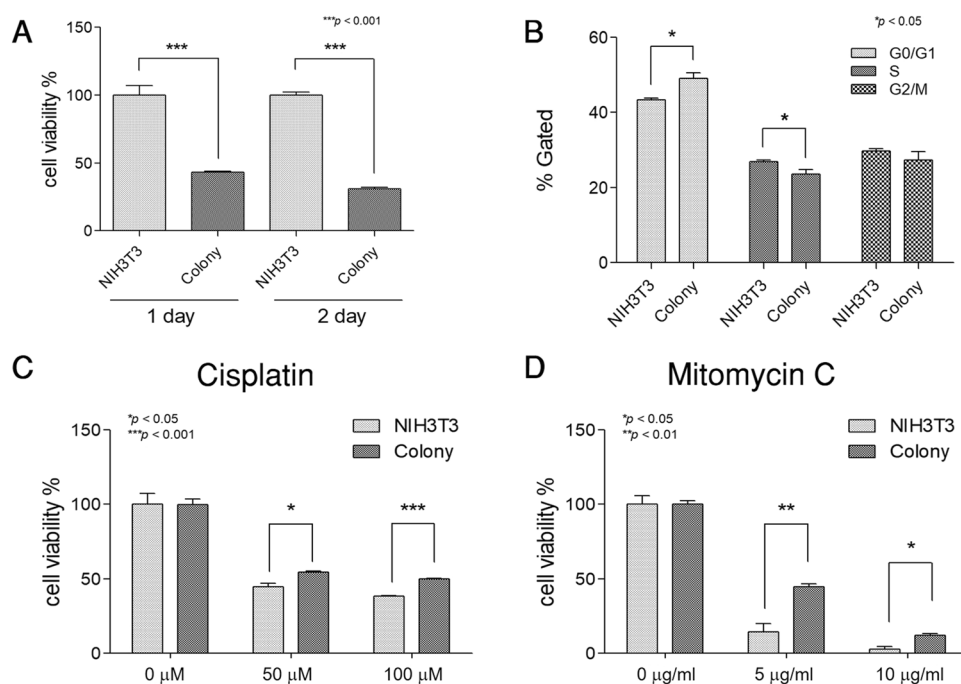 A
***p < 0.001
150
100
50
0
cell viability %
***
***
NIH3T3
Colony
NIH3T3
Colony
1 day
2 day
B
*p < 0.05
60
40
20
0
% Gated
G0/G1
S
G2/M
*
*
NIH3T3
Colony
NIH3T3
Colony
NIH3T3
Colony
C
Cisplatin
*p < 0.05
***p < 0.001
NIH3T3
Colony
150
100
50
0
cell viability %
*
***
0 μM
50 μM
100 μM
D
Mitomycin C
*p < 0.05
**p < 0.01
NIH3T3
Colony
150
100
50
0
cell viability %
**
*
0 μg/ml
5 μg/ml
10 μg/ml